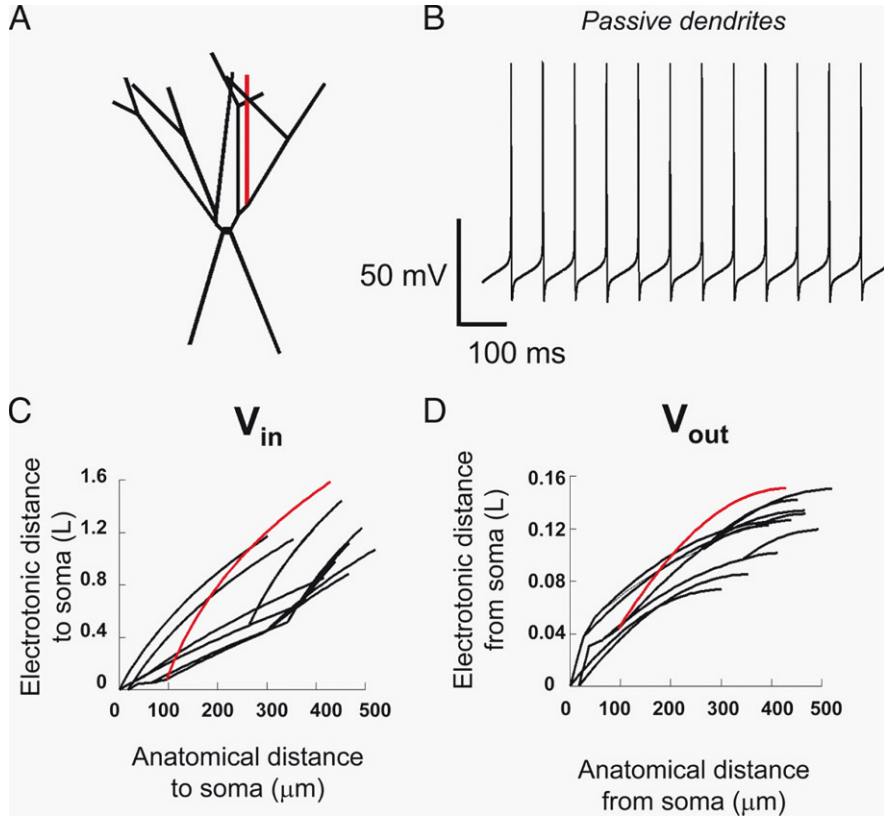 A
B
Passive dendrites
50 mV
100 ms
C
V_in
1.6
1.2
0.8
0.4
0
0 100 200 300 400 500
Electrotonic distance
to soma (L)
Anatomical distance
to soma (µm)
D
V_out
0.16
0.12
0.08
0.04
0
0 100 200 300 400 500
Electrotonic distance
from soma (L)
Anatomical distance
from soma (µm)